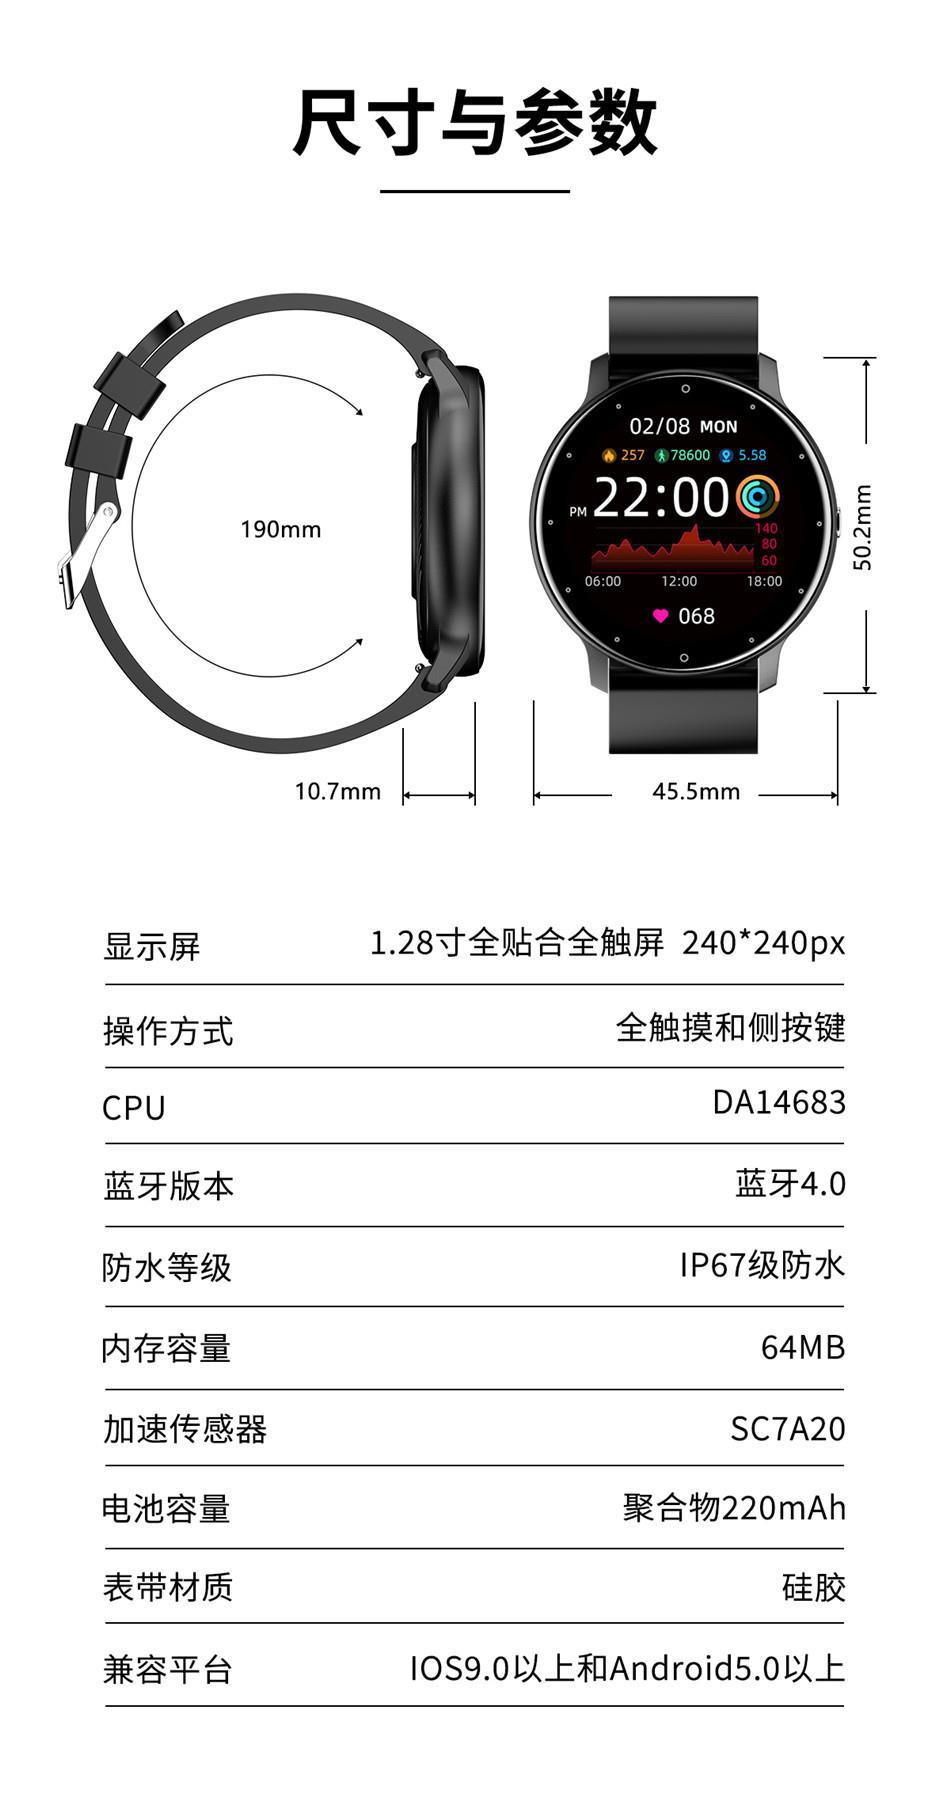 尺寸与参数
190mm
02/08 MON
257 78600 5.58
PM 22:00
140
80
60
06:00 12:00 18:00
068
50.2mm
10.7mm
45.5mm
显示屏 1.28寸全贴合全触屏 240*240px
操作方式 全触摸和侧按键
CPU DA14683
蓝牙版本 蓝牙4.0
防水等级 IP67级防水
内存容量 64MB
加速传感器 SC7A20
电池容量 聚合物220mAh
表带材质 硅胶
兼容平台 IOS9.0以上和Android5.0以上